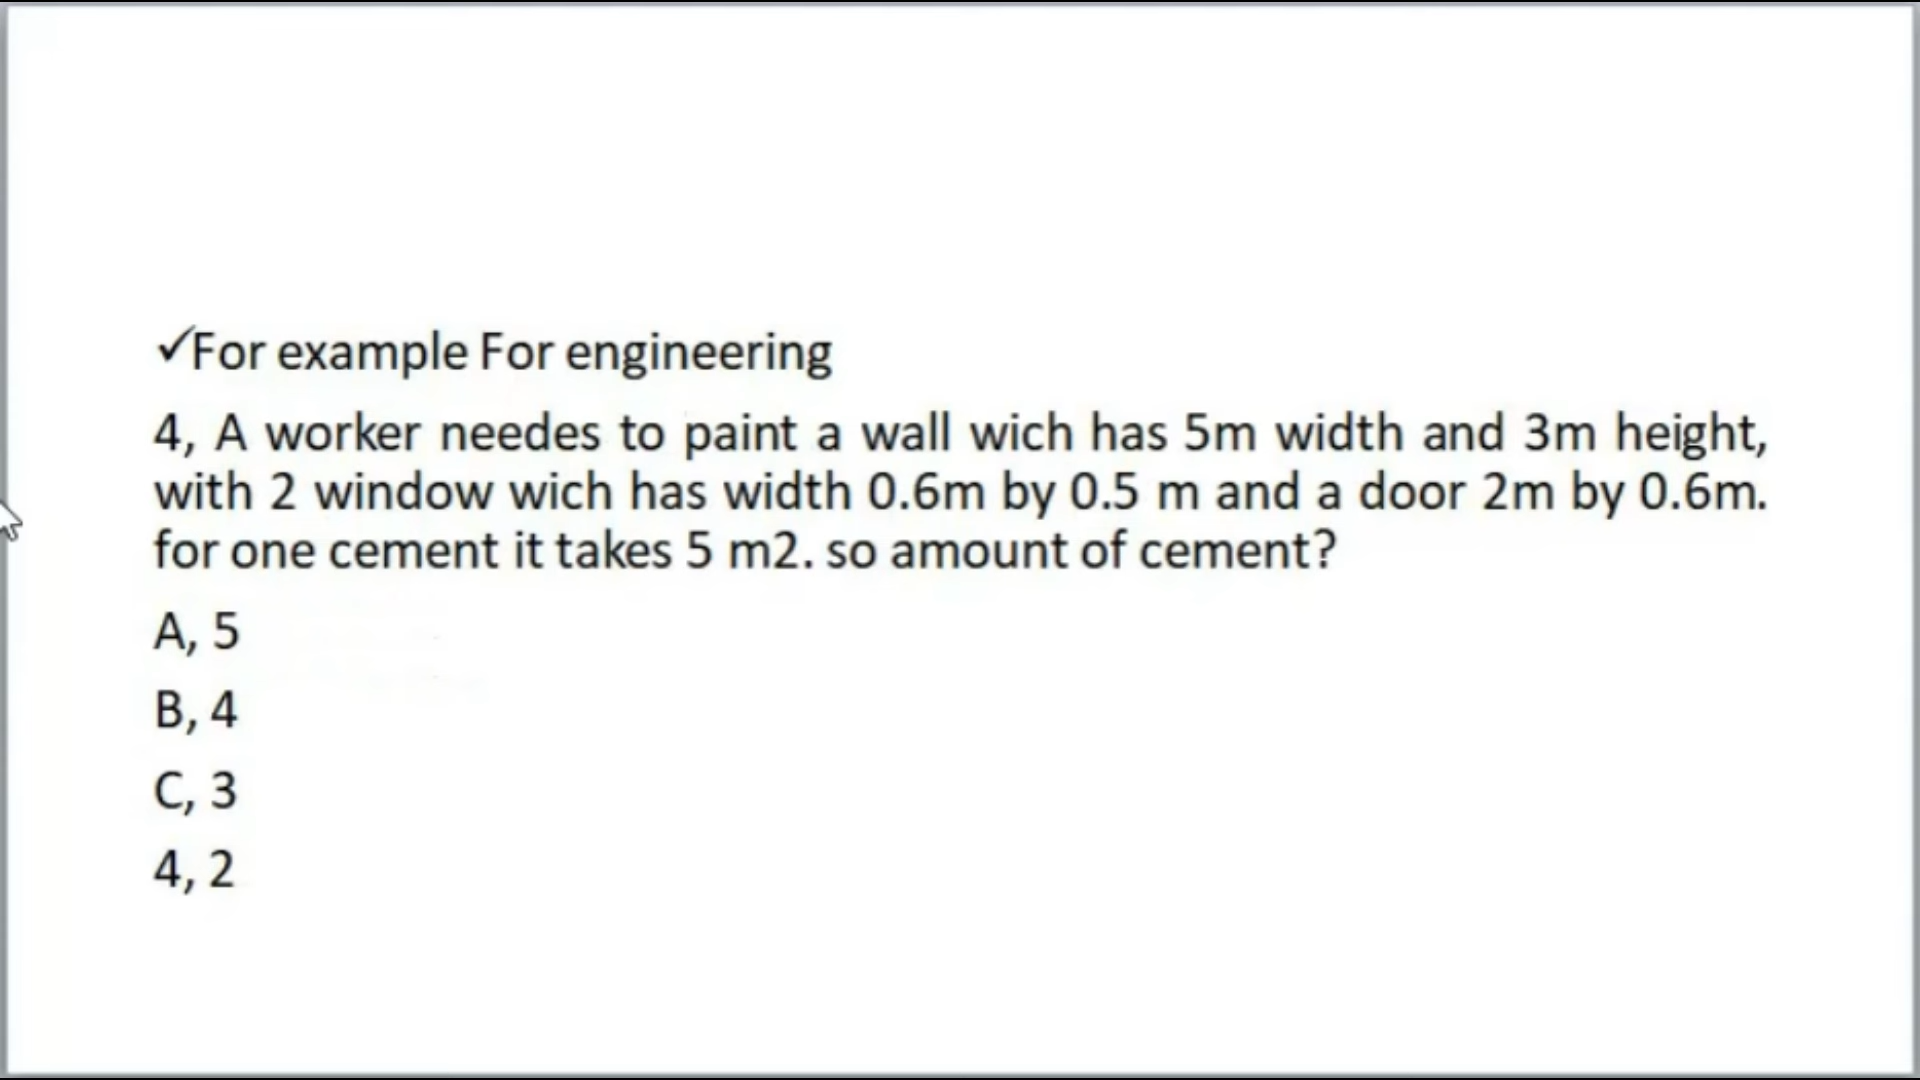 ✓For example For engineering
4, A worker needes to paint a wall wich has 5m width and 3m height,
with 2 window wich has width 0.6m by 0.5 m and a door 2m by 0.6m.
for one cement it takes 5 m2. so amount of cement?
A, 5
B, 4
C, 3
4, 2